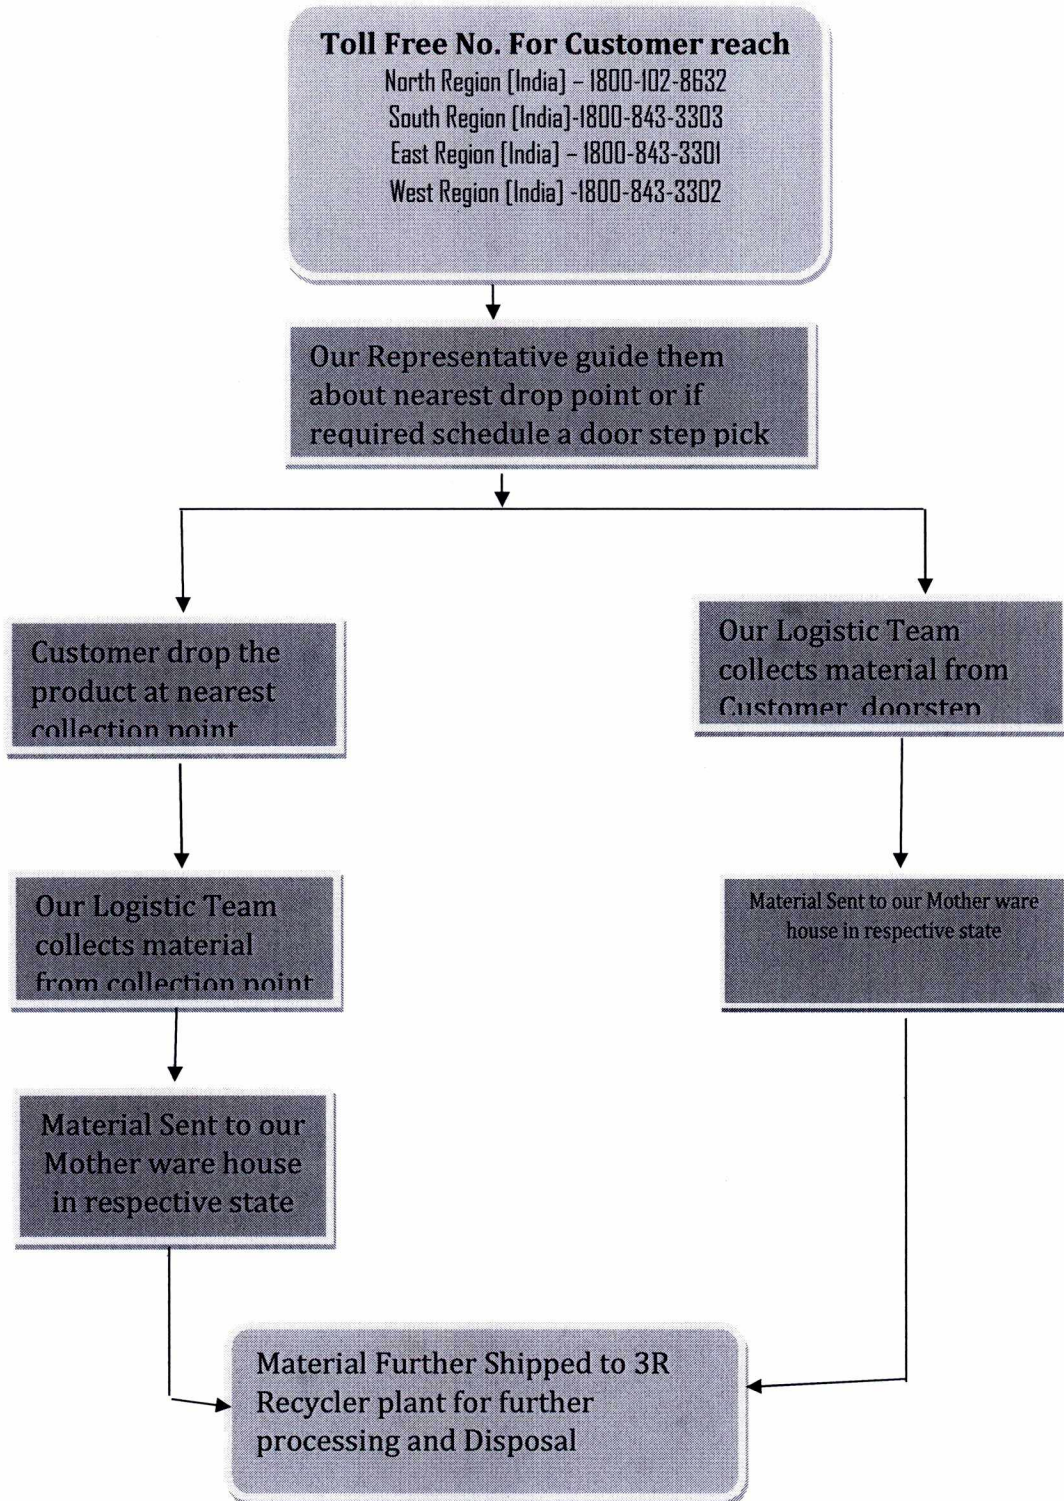 Toll Free No. For Customer reach
North Region [India] – 1800-102-8632
South Region [India]-1800-843-3303
East Region [India] – 1800-843-3301
West Region [India] -1800-843-3302
Our Representative guide them
about nearest drop point or if
required schedule a door step pick
Customer drop the
product at nearest
collection point
Our Logistic Team
collects material from
Customer doorstep
Our Logistic Team
collects material
from collection point
Material Sent to our Mother ware
house in respective state
Material Sent to our
Mother ware house
in respective state
Material Further Shipped to 3R
Recycler plant for further
processing and Disposal